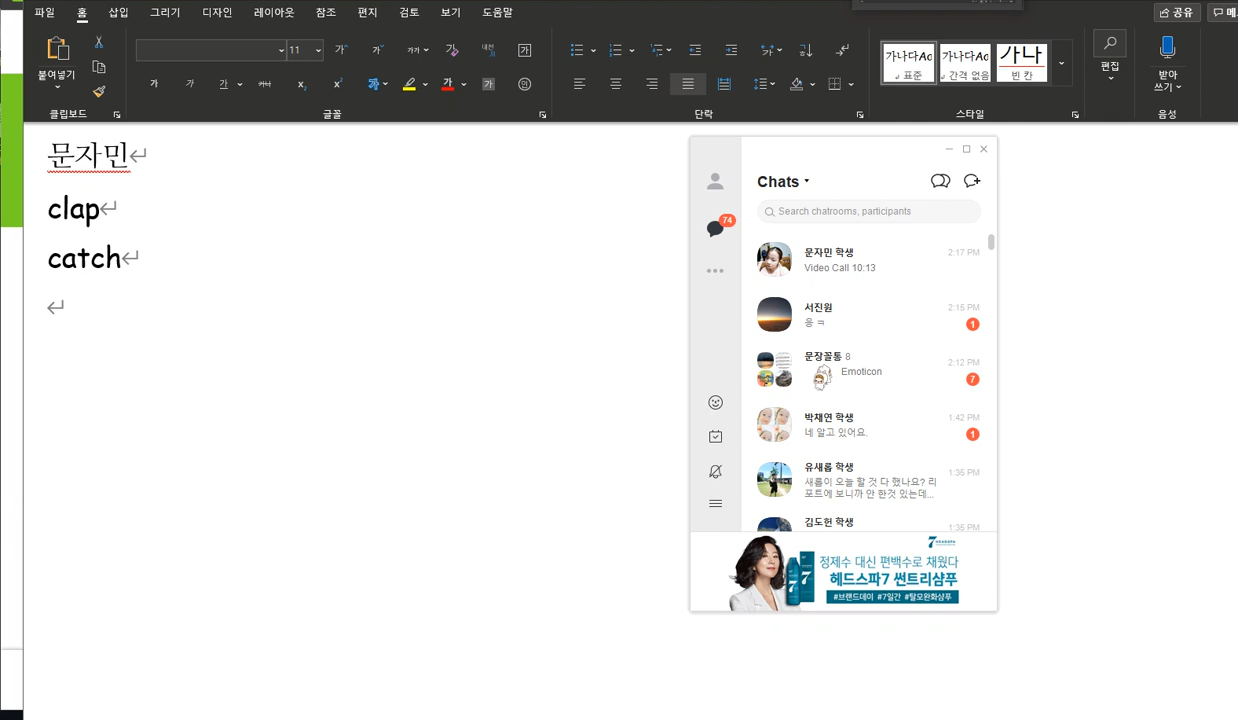 파일 홈 삽입 그리기 디자인 레이아웃 참조 편지 검토 보기 도움말
공유
붙여넣기
11
가나다Aa 가나다Aa 가나
표준 간격 없음 빈 칸
편집
받아
쓰기
클립보드 글꼴 단락 스타일 음성
문자민
clap
catch
Chats
74
Search chatrooms, participants
문자민 학생 2:17 PM
Video Call 10:13
서진원 2:15 PM
응 ㅋ 1
문장꼴통 8 2:12 PM
Emoticon 7
박채연 학생 1:42 PM
네 알고 있어요. 1
유새롬 학생 1:35 PM
새롬이 오늘 할 것 다 했나요? 리
포트에 보니까 안 한것 있는데...
김도헌 학생 1:35 PM
7
정제수 대신 편백수로 채웠다
헤드스파7 썬트리샴푸
#브랜드데이 #7일간 #탈모완화샴푸